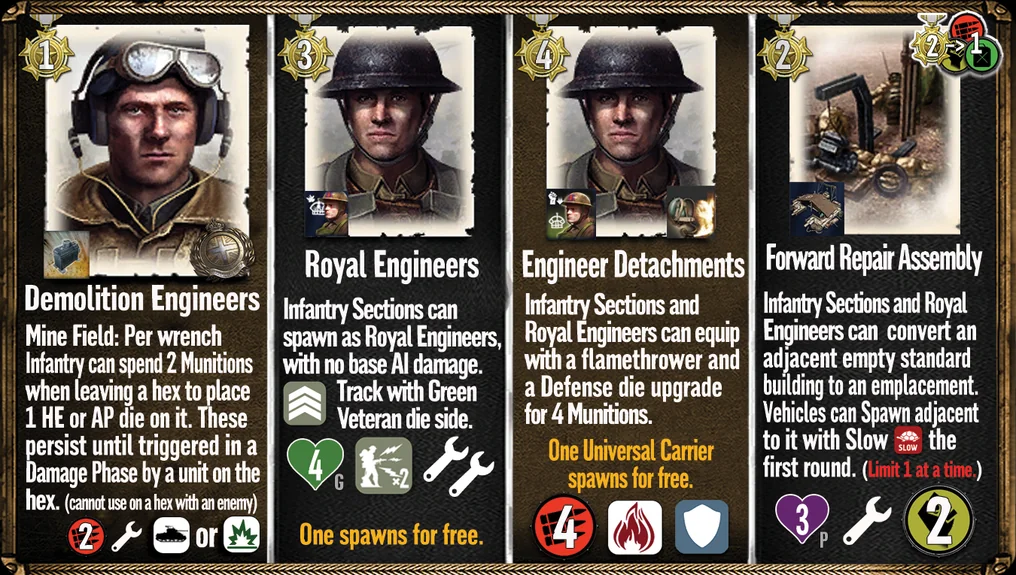 1
Demolition Engineers
Mine Field: Per wrench
Infantry can spend 2 Munitions
when leaving a hex to place
1 HE or AP die on it. These
persist until triggered in a
Damage Phase by a unit on the
hex. (cannot use on a hex with an enemy)
2 or
3
Royal Engineers
Infantry Sections can
spawn as Royal Engineers,
with no base AI damage.
Track with Green
Veteran die side.
4 G x2
One spawns for free.
4
Engineer Detachments
Infantry Sections and
Royal Engineers can equip
with a flamethrower and
a Defense die upgrade
for 4 Munitions.
One Universal Carrier
spawns for free.
4
2
2->1
Forward Repair Assembly
Infantry Sections and Royal
Engineers can convert an
adjacent empty standard
building to an emplacement.
Vehicles can Spawn adjacent
to it with Slow SLOW the
first round. (Limit 1 at a time.)
3 P 2